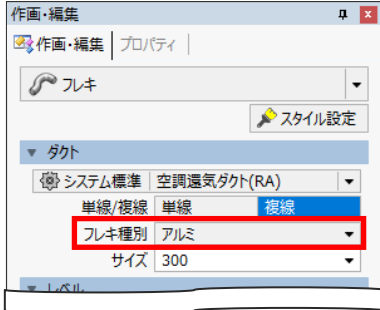 作画・編集
作画・編集 プロパティ
フレキ
スタイル設定
ダクト
システム標準 空調還気ダクト(RA)
単線/複線 単線 複線
フレキ種別 アルミ
サイズ 300
レベル